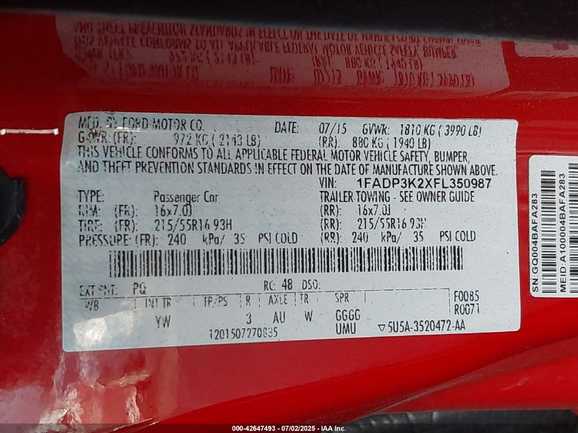 MFD. BY FORD MOTOR CO. DATE: 07/15 GVWR: 1810 KG ( 3990 LB)
GAWR: (FR): 972 KG ( 2143 LB) (RR): 880 KG ( 1940 LB)
THIS VEHICLE CONFORMS TO ALL APPLICABLE FEDERAL MOTOR VEHICLE SAFETY, BUMPER,
AND THEFT PREVENTION STANDARDS IN EFFECT ON THE DATE OF MANUFACTURE SHOWN ABOVE.
VIN: 1FADP3K2XFL350987
TYPE: Passenger Car TRAILER TOWING - SEE OWNER GUIDE
RIM: (FR): 16x7.0J (RR): 16x7.0J
TIRE: (FR): 215/55R16 93H (RR): 215/55R16 93H
PRESSURE: (FR): 240 kPa/ 35 PSI COLD (RR): 240 kPa/ 35 PSI COLD
EXT PNT: PQ RC: 48 DSO:
WB INT TR TP/PS R AXLE TR SPR F0085
YW 3 AU W GGGG R0071
1201507270835 UMU 5U5A-3520472-AA
SN:GQ004BAFA283
MEID:A100004BAFA283
000-42647493 - 07/02/2025 - IAAI.COM